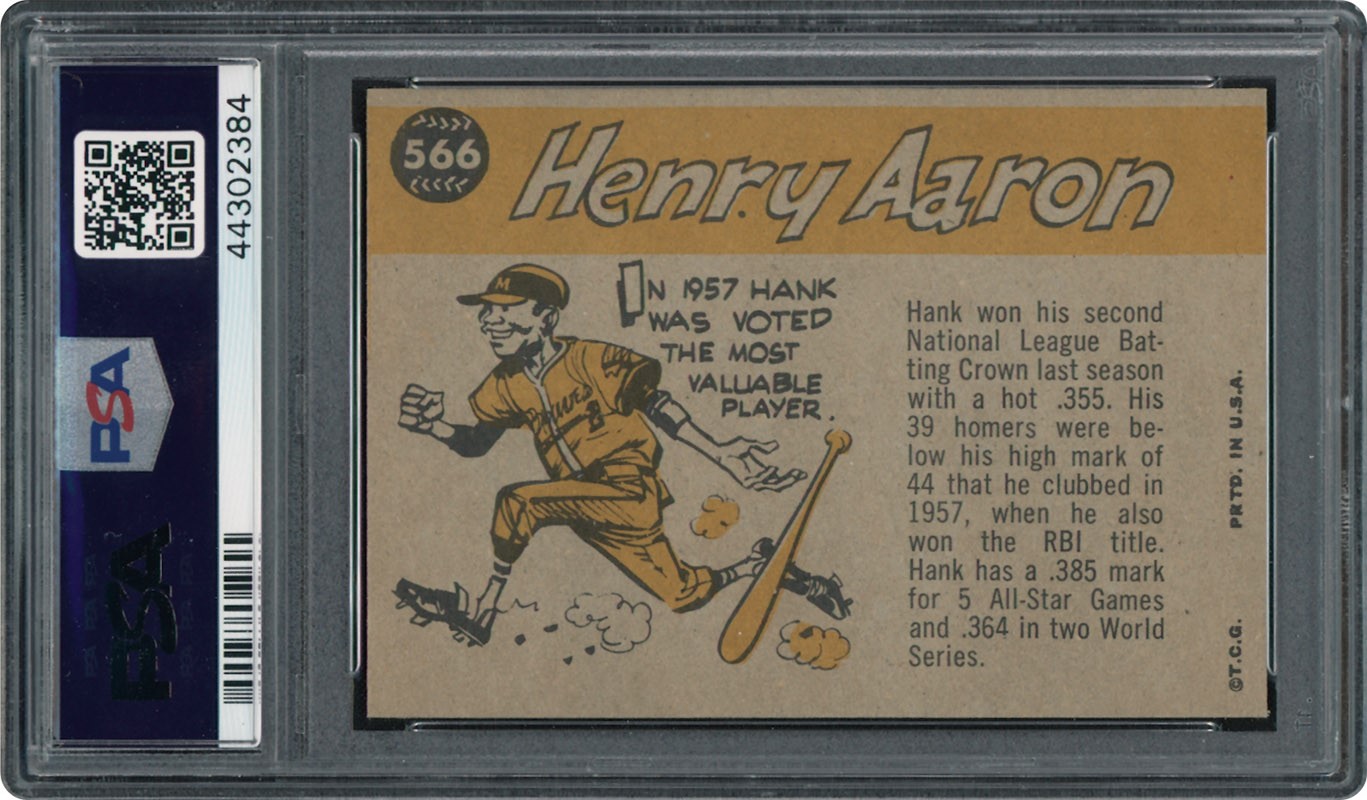 44302384
PSA
PSA
566
Henry Aaron
IN 1957 HANK
WAS VOTED
THE MOST
VALUABLE
PLAYER.
M
Braves
Hank won his second
National League Bat-
ting Crown last season
with a hot .355. His
39 homers were be-
low his high mark of
44 that he clubbed in
1957, when he also
won the RBI title.
Hank has a .385 mark
for 5 All-Star Games
and .364 in two World
Series.
©T.C.G. PRTD. IN U.S.A.